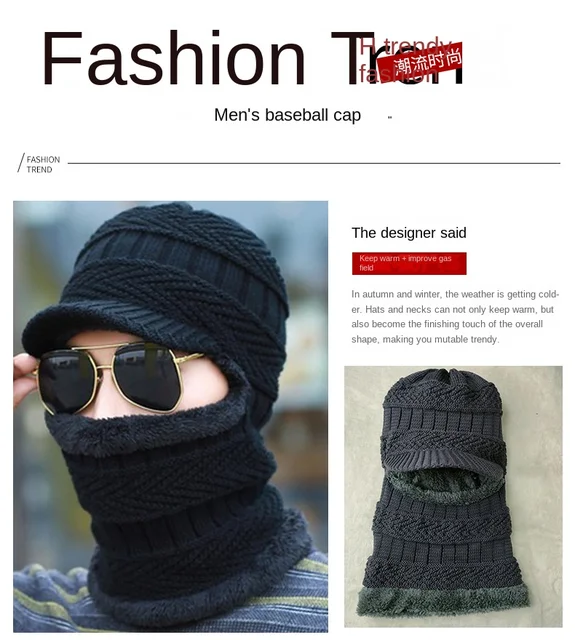 Fashion Tren
H trendy
潮流时尚
fashion
Men's baseball cap
FASHION
TREND
The designer said
Keep warm + improve gas
field
In autumn and winter, the weather is getting cold-
er. Hats and necks can not only keep warm, but
also become the finishing touch of the overall
shape, making you mutable trendy.